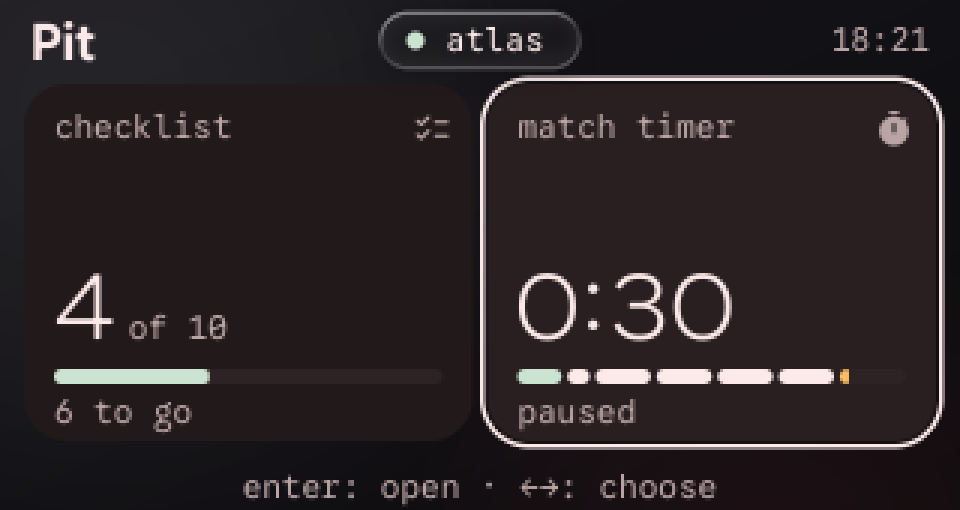 Pit
atlas
18:21
checklist
match timer
4 of 10
0:30
6 to go
paused
enter: open · ↔: choose